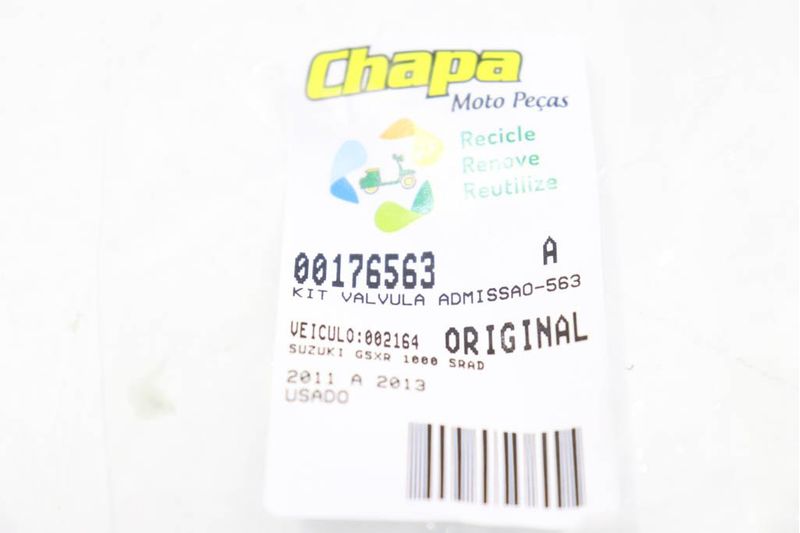 Chapa
Moto Peças
Recicle
Renove
Reutilize
00176563 A
KIT VALVULA ADMISSAO-563
VEICULO:002164 ORIGINAL
SUZUKI GSXR 1000 SRAD
2011 A 2013
USADO